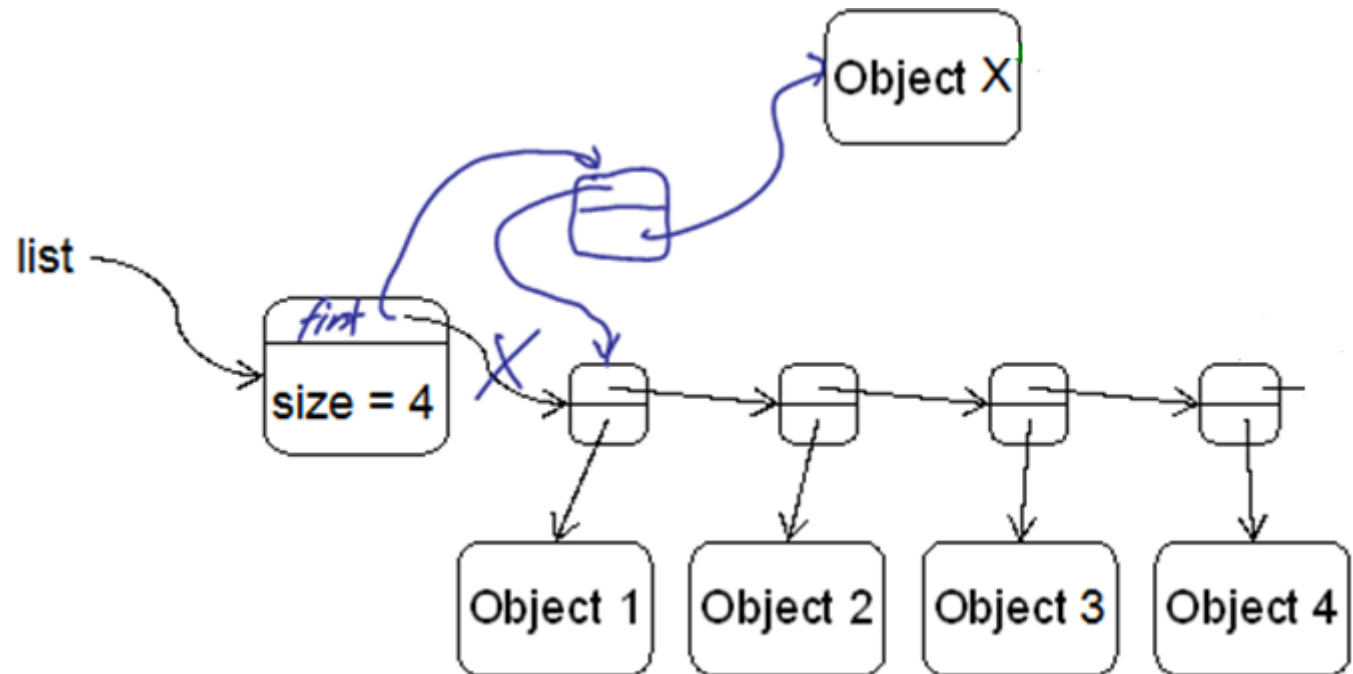 Object X
list
first
size = 4
Object 1
Object 2
Object 3
Object 4